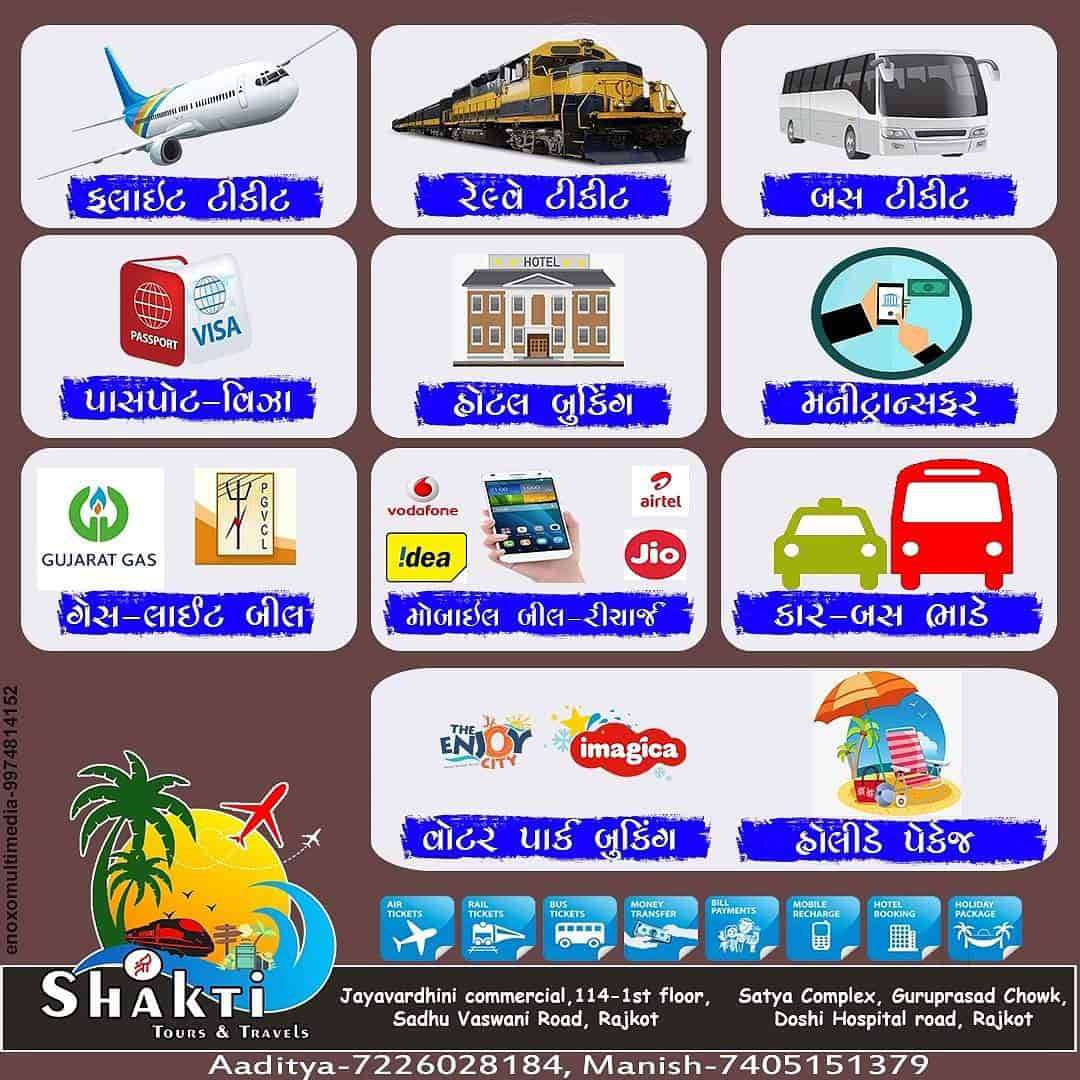 ફલાઇટ ટીકીટ
રેલ્વે ટીકીટ
બસ ટીકીટ
PASSPORT
VISA
HOTEL
પાસપોટ-વિઝા
હોટલ બુકિંગ
મનીટ્રાન્સફર
GUJARAT GAS
PGVCL
vodafone
airtel
!dea
Jio
ગેસ-લાઈટ બીલ
મોબાઇલ બીલ-રીચાર્જ
કાર-બસ ભાડે
THE ENJOY CITY
imagica
વોટર પાર્ક બુકિંગ
હોલીડે પેકેજ
enoxomultimedia-9974814152
AIR TICKETS
RAIL TICKETS
BUS TICKETS
MONEY TRANSFER
BILL PAYMENTS
MOBILE RECHARGE
HOTEL BOOKING
HOLIDAY PACKAGE
શ્રી
SHAKTI
TOURS & TRAVELS
Jayavardhini commercial,114-1st floor,
Sadhu Vaswani Road, Rajkot
Satya Complex, Guruprasad Chowk,
Doshi Hospital road, Rajkot
Aaditya-7226028184, Manish-7405151379